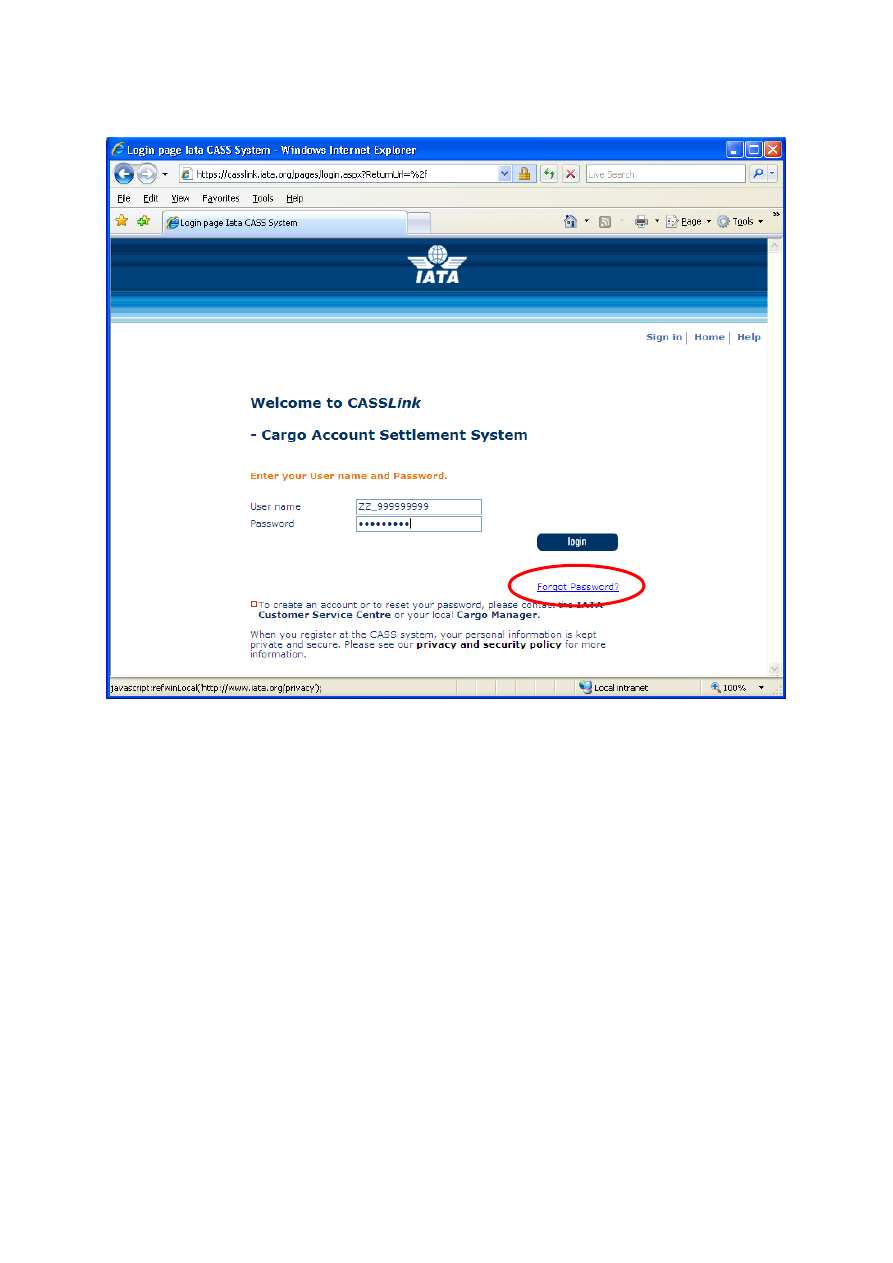 Login page Iata CASS System - Windows Internet Explorer
https://casslink.iata.org/pages/login.aspx?ReturnUrl=%2f
Live Search
File Edit View Favorites Tools Help
Login page Iata CASS System
Page Tools »
IATA
Sign in | Home | Help
Welcome to CASSLink
- Cargo Account Settlement System
Enter your User name and Password.
User name ZZ_999999999
Password •••••••••
login
Forgot Password?
To create an account or to reset your password, please contact the IATA
Customer Service Centre or your local Cargo Manager.
When you register at the CASS system, your personal information is kept
private and secure. Please see our privacy and security policy for more
information.
javascript:refwinLocal('http://www.iata.org/privacy'); Local intranet 100%